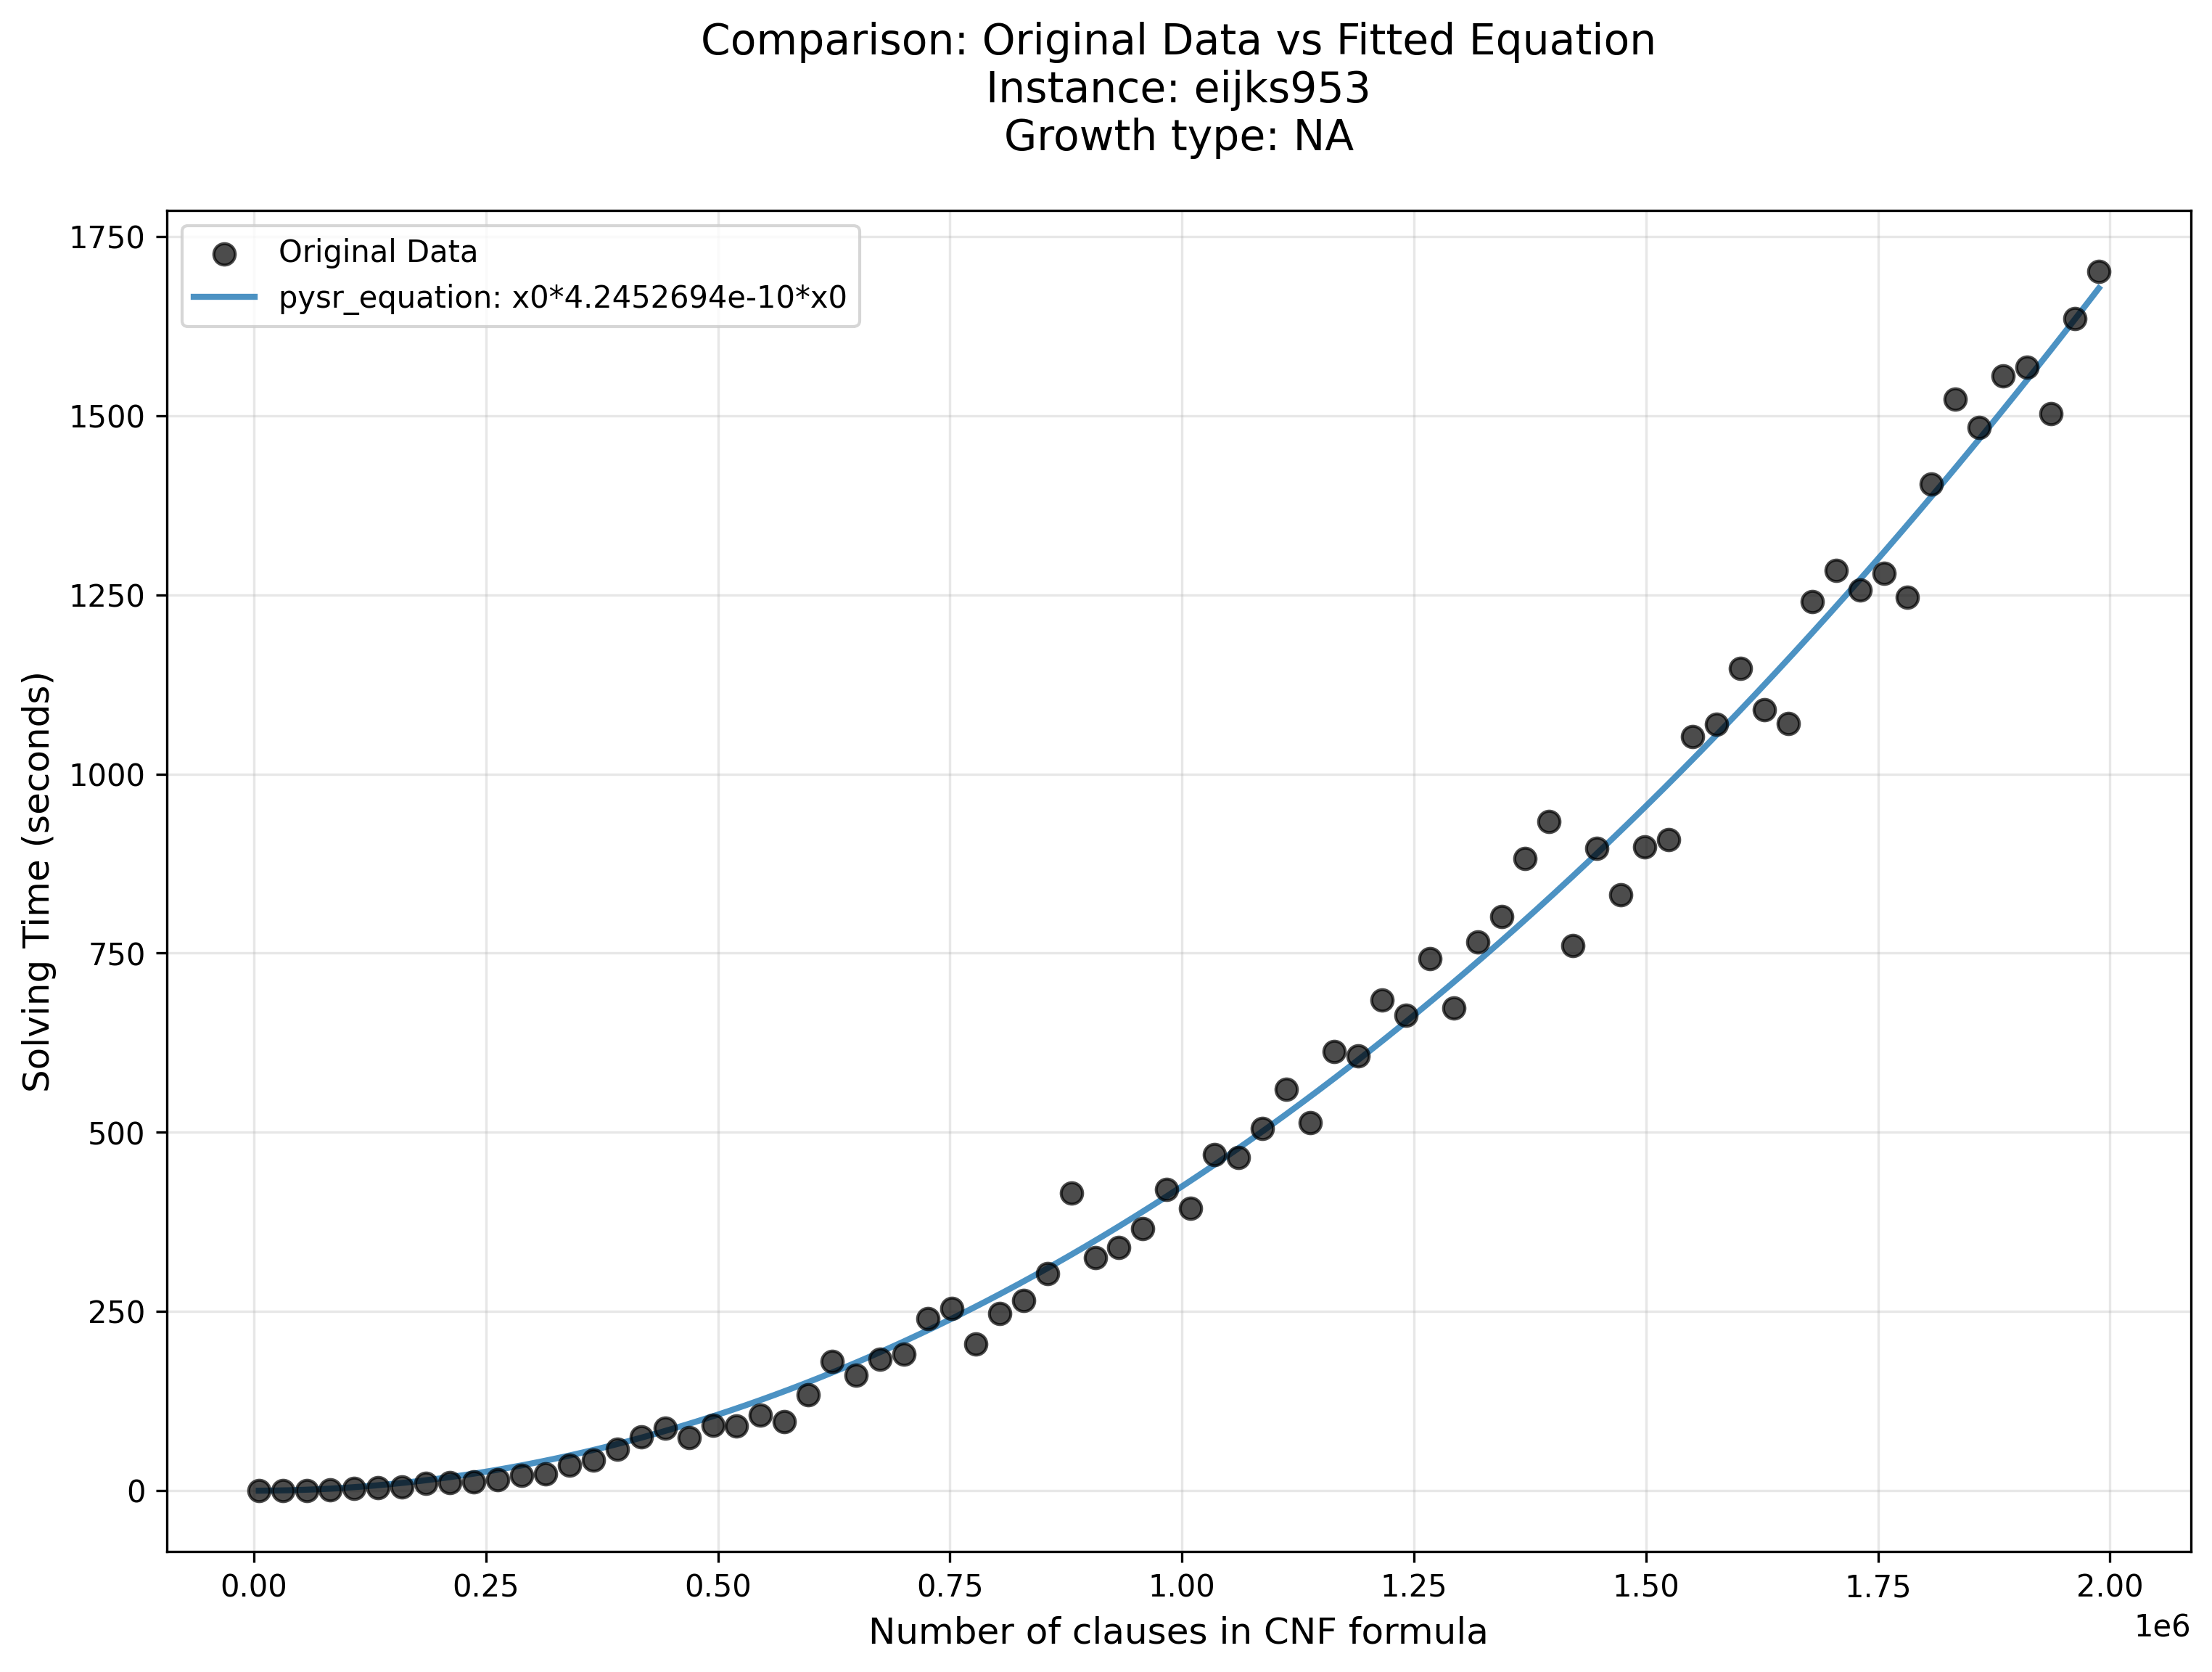 Comparison: Original Data vs Fitted Equation
Instance: eijks953
Growth type: NA
Original Data
pysr_equation: x0*4.2452694e-10*x0
Solving Time (seconds)
1750
1500
1250
1000
750
500
250
0
0.00 0.25 0.50 0.75 1.00 1.25 1.50 1.75 2.00
1e6
Number of clauses in CNF formula